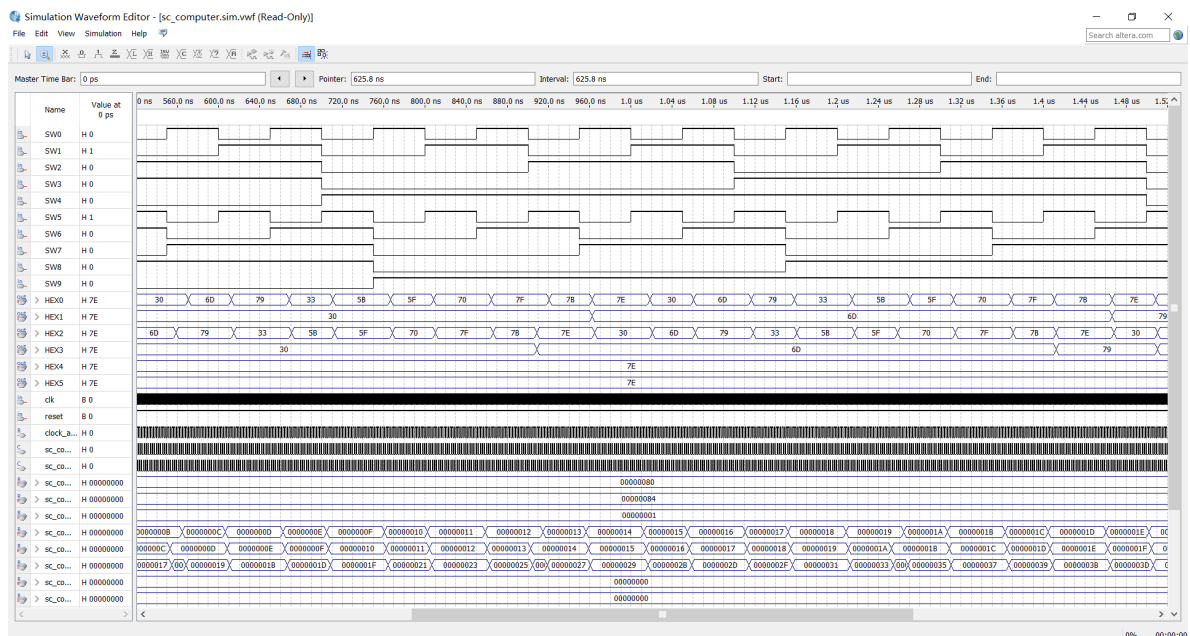 Simulation Waveform Editor - [sc_computer.sim.vwf (Read-Only)]
File Edit View Simulation Help
Search altera.com
Master Time Bar: 0 ps Pointer: 625.8 ns Interval: 625.8 ns Start: End:
Name Value at 0 ps
0 ns 560.0 ns 600.0 ns 640.0 ns 680.0 ns 720.0 ns 760.0 ns 800.0 ns 840.0 ns 880.0 ns 920.0 ns 960.0 ns 1.0 us 1.04 us 1.08 us 1.12 us 1.16 us 1.2 us 1.24 us 1.28 us 1.32 us 1.36 us 1.4 us 1.44 us 1.48 us 1.52
SW0 H 0
SW1 H 1
SW2 H 0
SW3 H 0
SW4 H 0
SW5 H 1
SW6 H 0
SW7 H 0
SW8 H 0
SW9 H 0
HEX0 H 7E 30 6D 79 33 5B 5F 70 7F 7B 7E 30 6D 79 33 5B 5F 70 7F 7B 7E
HEX1 H 7E 30 6D 79
HEX2 H 7E 6D 79 33 5B 5F 70 7F 7B 7E 30 6D 79 33 5B 5F 70 7F 7B 7E 30
HEX3 H 7E 30 6D 79
HEX4 H 7E 7E
HEX5 H 7E 7E
clk B 0
reset B 0
clock_a... H 0
sc_co... H 0
sc_co... H 0
sc_co... H 00000000 00000080
sc_co... H 00000000 00000084
sc_co... H 00000000 00000001
sc_co... H 00000000 0000000B 0000000C 0000000D 0000000E 0000000F 00000010 00000011 00000012 00000013 00000014 00000015 00000016 00000017 00000018 00000019 0000001A 0000001B 0000001C 0000001D 0000001E 00
sc_co... H 00000000 000000C 0000000D 0000000E 0000000F 00000010 00000011 00000012 00000013 00000014 00000015 00000016 00000017 00000018 00000019 0000001A 0000001B 0000001C 0000001D 0000001E 0000001F 0
sc_co... H 00000000 0000017 00 00000019 0000001B 0000001D 0000001F 00000021 00000023 00000025 00 00000027 00000029 0000002B 0000002D 0000002F 00000031 00000033 00 00000035 00000037 00000039 0000003B 0000003D
sc_co... H 00000000 00000000
sc_co... H 00000000 00000000
0% 00:00:00